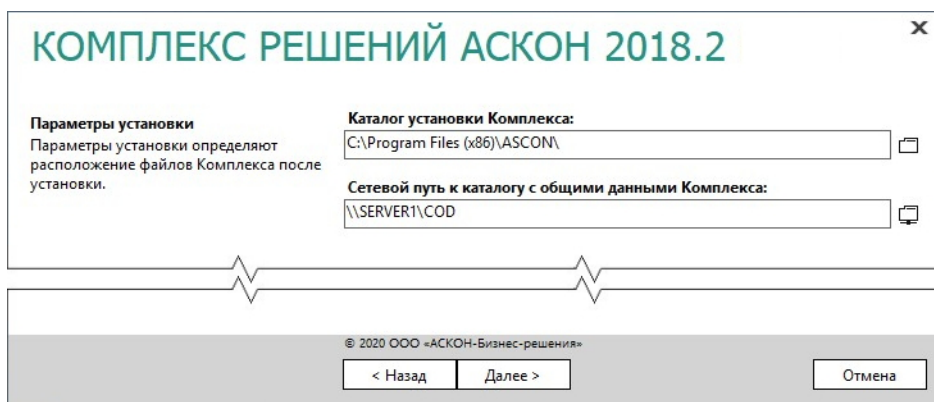 КОМПЛЕКС РЕШЕНИЙ АСКОН 2018.2
Параметры установки
Параметры установки определяют
расположение файлов Комплекса после
установки.
Каталог установки Комплекса:
C:\Program Files (x86)\ASCON\
Сетевой путь к каталогу с общими данными Комплекса:
\\SERVER1\COD
© 2020 ООО «АСКОН-Бизнес-решения»
< Назад
Далее >
Отмена